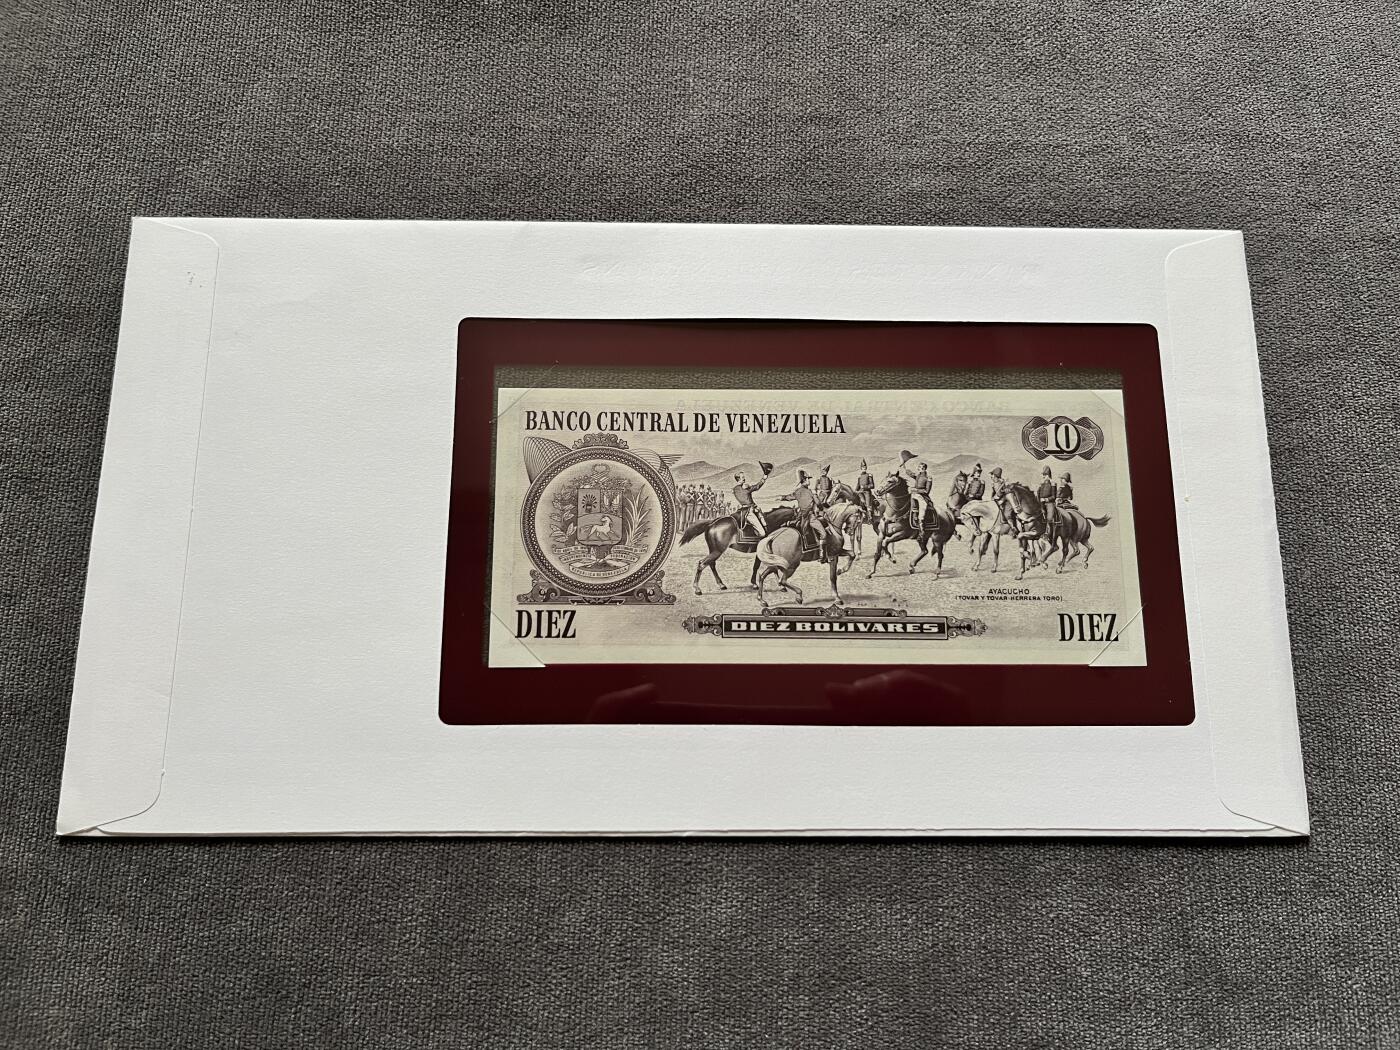 BANCO CENTRAL DE VENEZUELA
10
AYACUCHO
(TOVAR Y TOVAR-HERRERA TORO)
DIEZ
DIEZ BOLIVARES
DIEZ